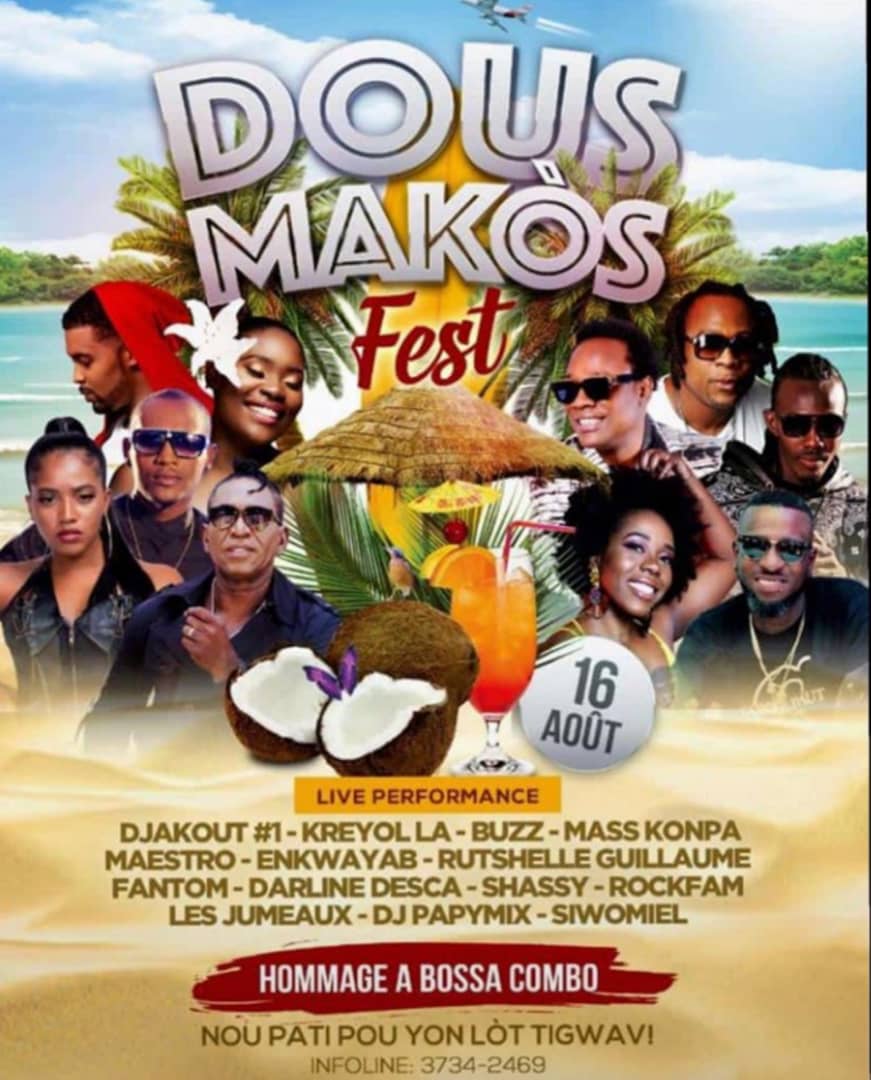 DOUS
MAKÒS
Fest
16
AOÛT
LIVE PERFORMANCE
DJAKOUT #1 - KREYOL LA - BUZZ - MASS KONPA
MAESTRO - ENKWAYAB - RUTSHELLE GUILLAUME
FANTOM - DARLINE DESCA - SHASSY - ROCKFAM
LES JUMEAUX - DJ PAPYMIX - SIWOMIEL
HOMMAGE A BOSSA COMBO
NOU PATI POU YON LÒT TIGWAV!
INFOLINE: 3734-2469